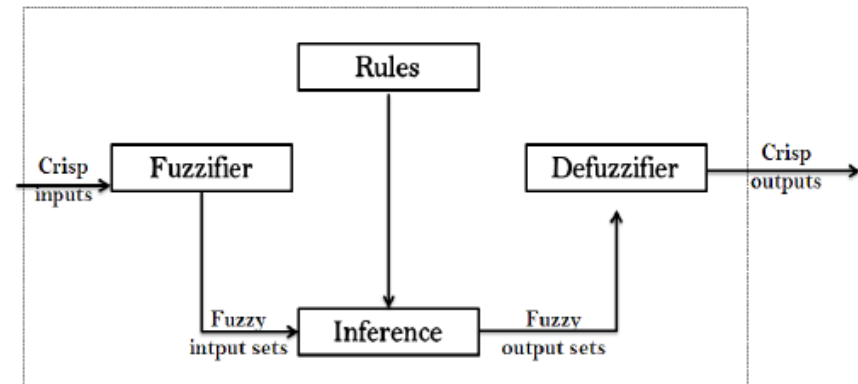 Rules
Crisp
inputs
Fuzzifier
Defuzzifier
Crisp
outputs
Fuzzy
intput sets
Inference
Fuzzy
output sets